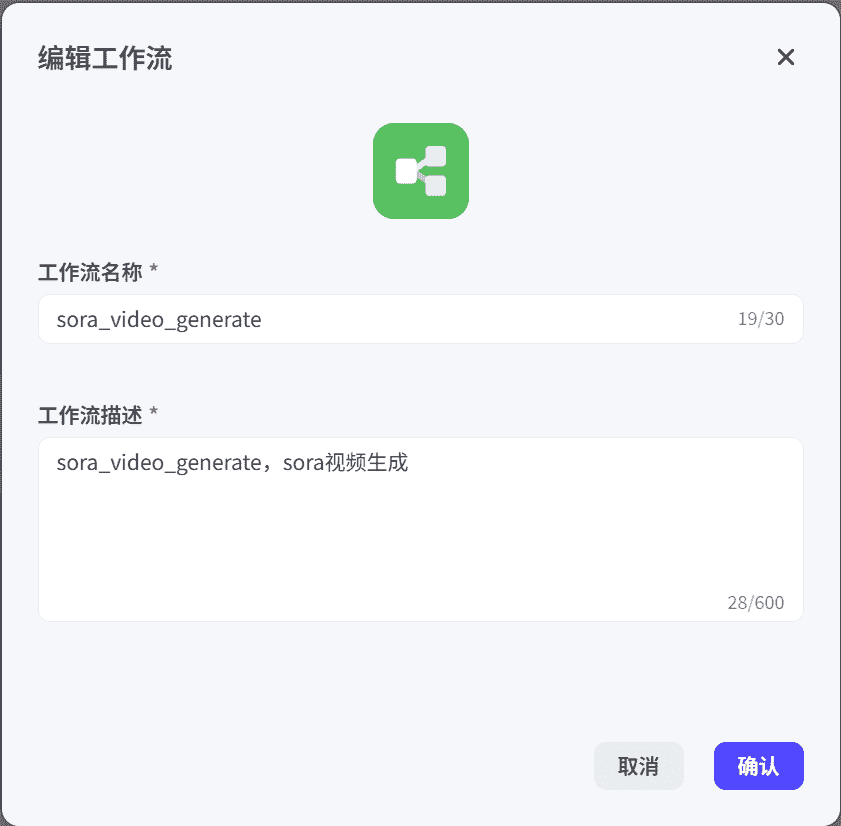 编辑工作流
工作流名称 *
sora_video_generate
19/30
工作流描述 *
sora_video_generate，sora视频生成
28/600
取消
确认